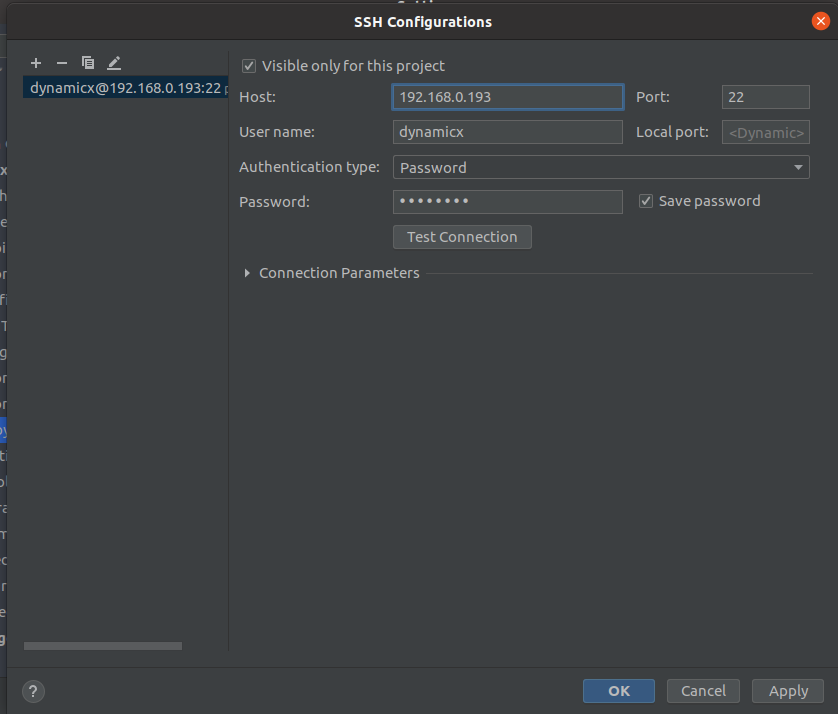 SSH Configurations
dynamicx@192.168.0.193:22
Visible only for this project
Host: 192.168.0.193 Port: 22
User name: dynamicx Local port: <Dynamic>
Authentication type: Password
Password: •••••••• Save password
Test Connection
Connection Parameters
? OK Cancel Apply